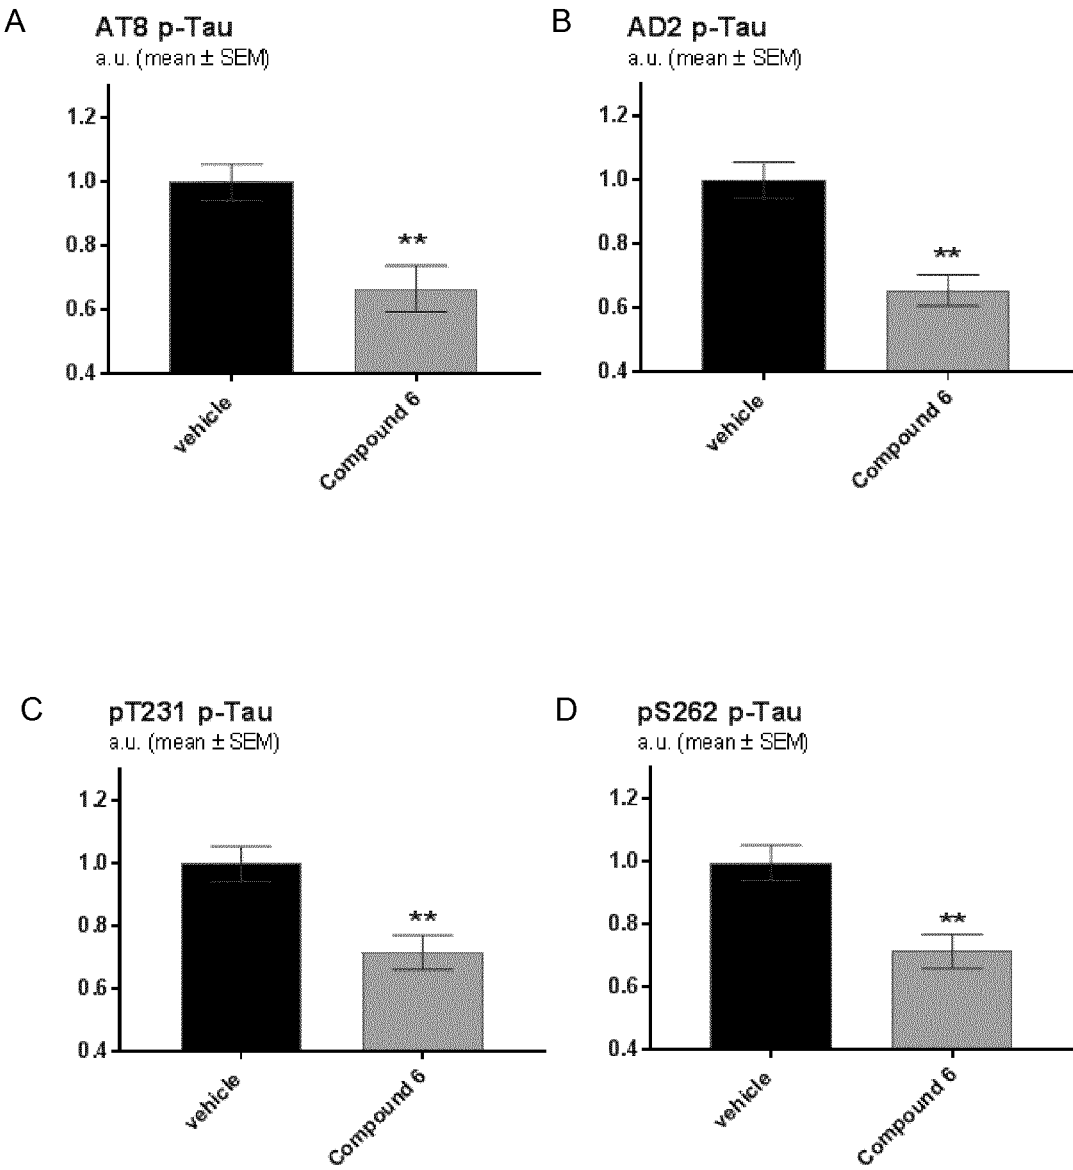 A
AT8 p-Tau
a.u. (mean ± SEM)
1.2
1.0
0.8
0.6
0.4
**
vehicle
Compound 6
B
AD2 p-Tau
a.u. (mean ± SEM)
1.2
1.0
0.8
0.6
0.4
**
vehicle
Compound 6
C
pT231 p-Tau
a.u. (mean ± SEM)
1.2
1.0
0.8
0.6
0.4
**
vehicle
Compound 6
D
pS262 p-Tau
a.u. (mean ± SEM)
1.2
1.0
0.8
0.6
0.4
**
vehicle
Compound 6